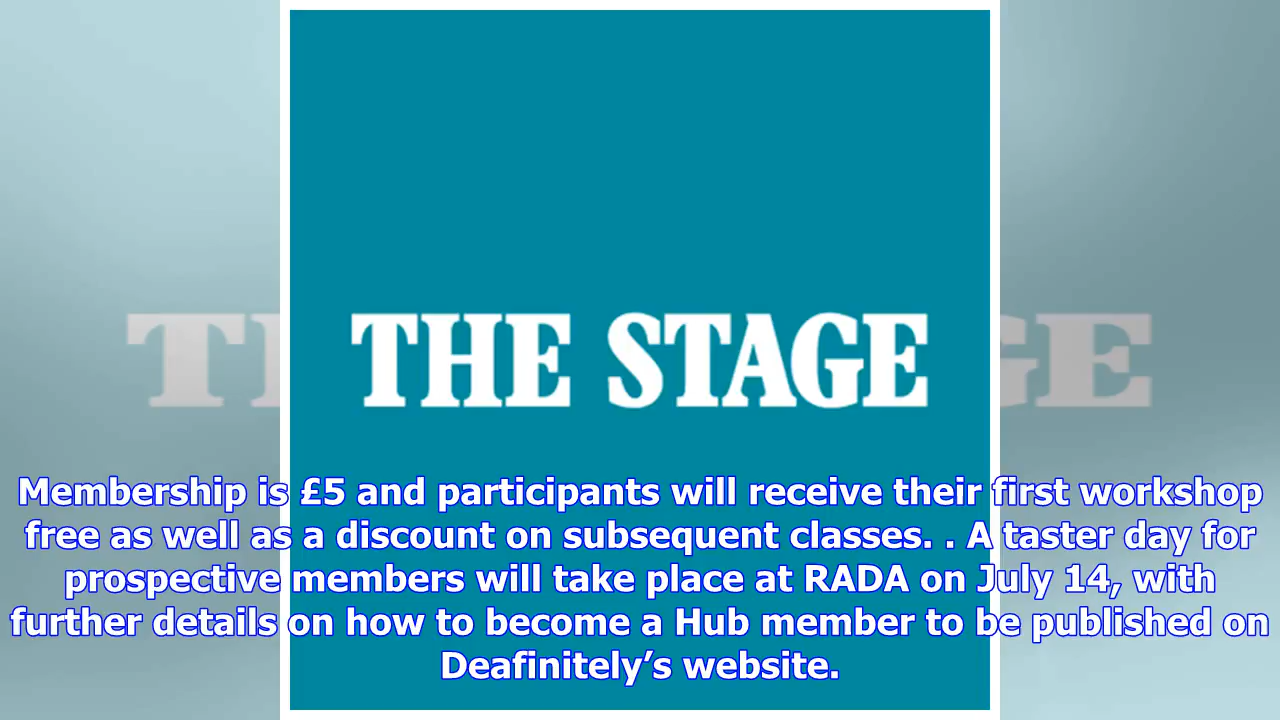 THE STAGE
Membership is £5 and participants will receive their first workshop
free as well as a discount on subsequent classes. . A taster day for
prospective members will take place at RADA on July 14, with
further details on how to become a Hub member to be published on
Deafinitely’s website.